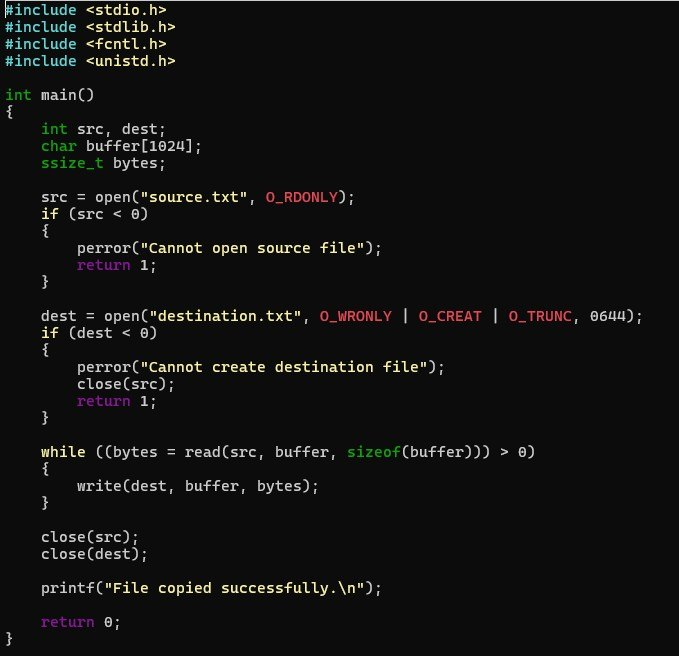 #include <stdio.h>
#include <stdlib.h>
#include <fcntl.h>
#include <unistd.h>

int main()
{
    int src, dest;
    char buffer[1024];
    ssize_t bytes;

    src = open("source.txt", O_RDONLY);
    if (src < 0)
    {
        perror("Cannot open source file");
        return 1;
    }

    dest = open("destination.txt", O_WRONLY | O_CREAT | O_TRUNC, 0644);
    if (dest < 0)
    {
        perror("Cannot create destination file");
        close(src);
        return 1;
    }

    while ((bytes = read(src, buffer, sizeof(buffer))) > 0)
    {
        write(dest, buffer, bytes);
    }

    close(src);
    close(dest);

    printf("File copied successfully.\n");

    return 0;
}